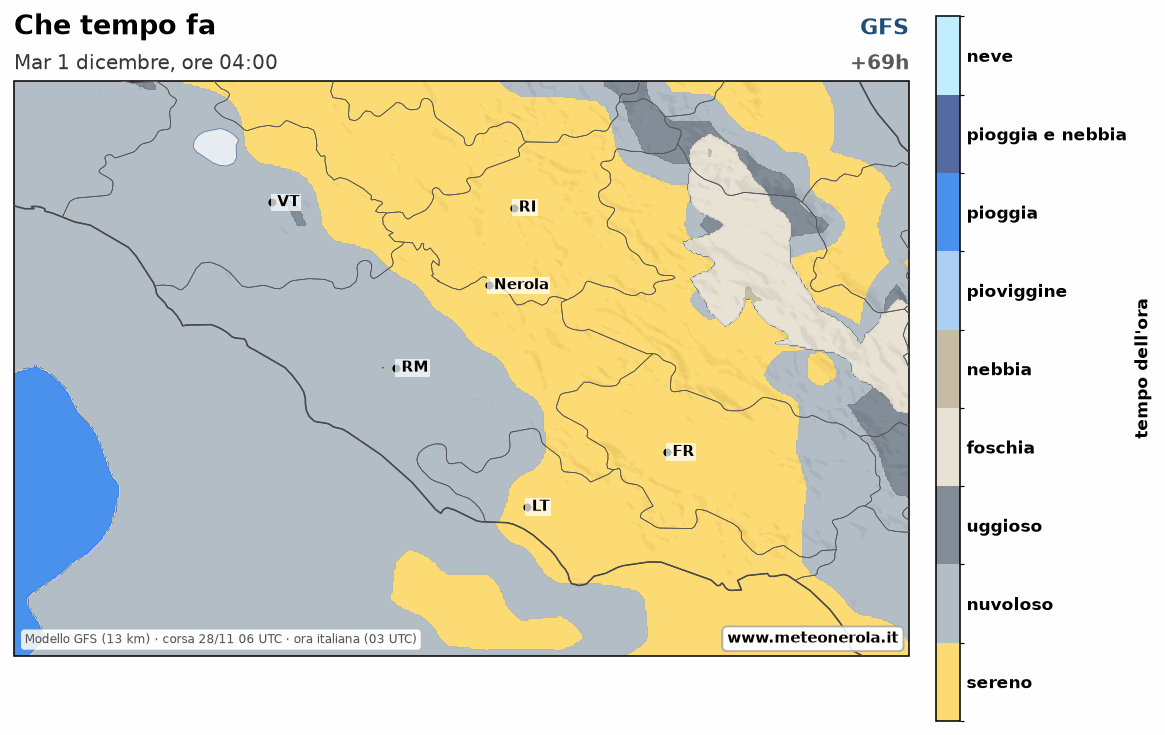 Che tempo fa
GFS
Mar 1 dicembre, ore 04:00
+69h
VT
RI
Nerola
RM
FR
LT
Modello GFS (13 km) · corsa 28/11 06 UTC · ora italiana (03 UTC)
www.meteonerola.it
neve
pioggia e nebbia
pioggia
pioviggine
nebbia
foschia
uggioso
nuvoloso
sereno
tempo dell'ora